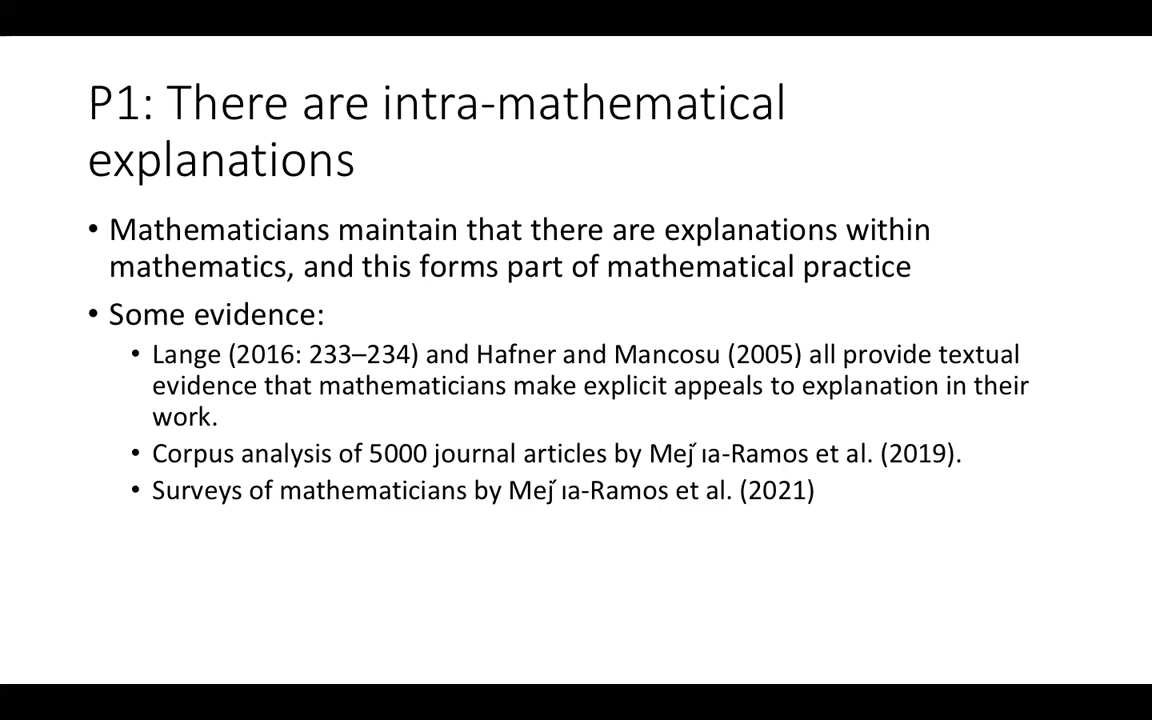 P1: There are intra-mathematical
explanations
• Mathematicians maintain that there are explanations within
mathematics, and this forms part of mathematical practice
• Some evidence:
• Lange (2016: 233–234) and Hafner and Mancosu (2005) all provide textual
evidence that mathematicians make explicit appeals to explanation in their
work.
• Corpus analysis of 5000 journal articles by Mej ́ıa-Ramos et al. (2019).
• Surveys of mathematicians by Mej ́ıa-Ramos et al. (2021)